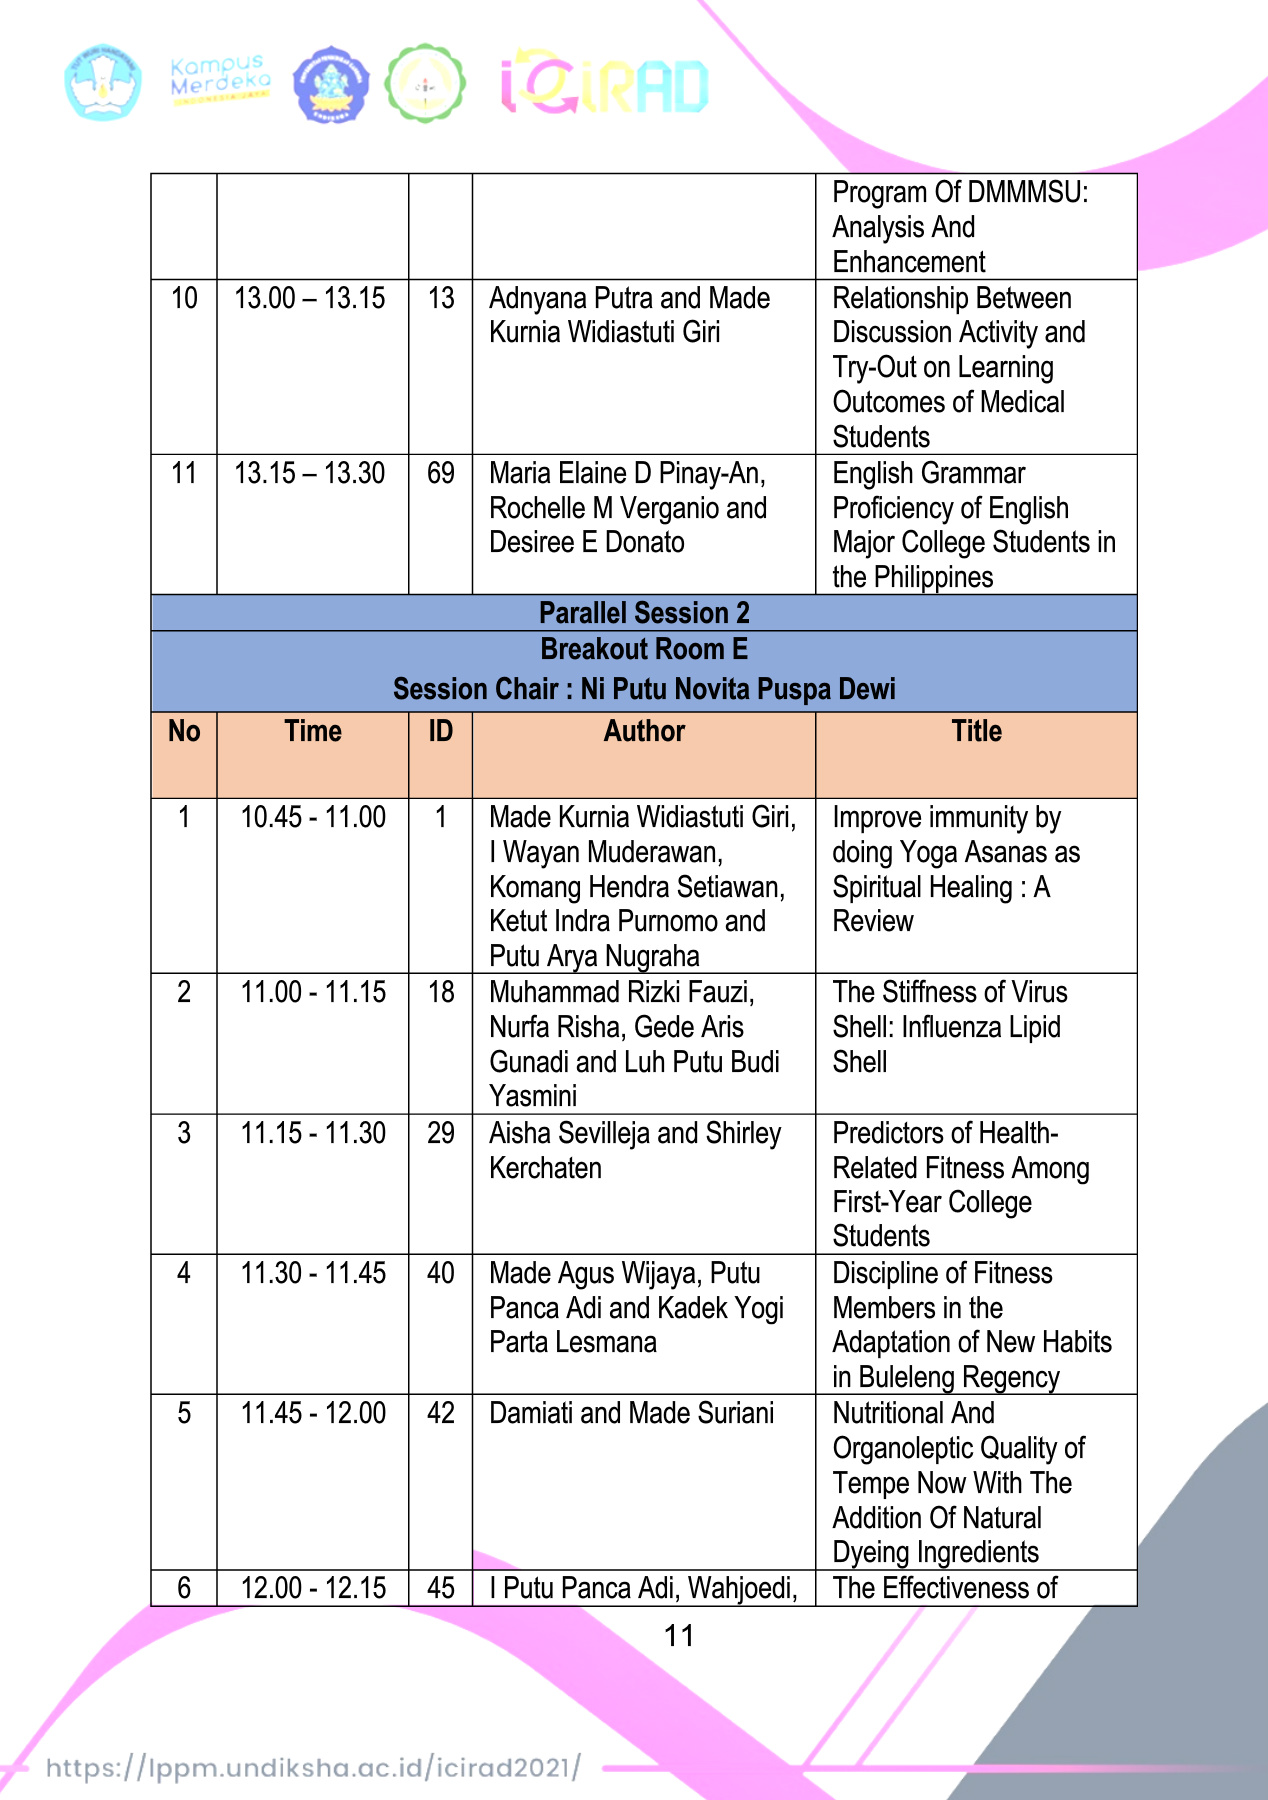 Kampus
Merdeka
INDONESIA JAYA
iCiRAD
Program Of DMMMSU:
Analysis And
Enhancement
10 13.00 – 13.15 13 Adnyana Putra and Made Relationship Between
Kurnia Widiastuti Giri Discussion Activity and
Try-Out on Learning
Outcomes of Medical
Students
11 13.15 – 13.30 69 Maria Elaine D Pinay-An, English Grammar
Rochelle M Verganio and Proficiency of English
Desiree E Donato Major College Students in
the Philippines
Parallel Session 2
Breakout Room E
Session Chair : Ni Putu Novita Puspa Dewi
No Time ID Author Title
1 10.45 - 11.00 1 Made Kurnia Widiastuti Giri, Improve immunity by
I Wayan Muderawan, doing Yoga Asanas as
Komang Hendra Setiawan, Spiritual Healing : A
Ketut Indra Purnomo and Review
Putu Arya Nugraha
2 11.00 - 11.15 18 Muhammad Rizki Fauzi, The Stiffness of Virus
Nurfa Risha, Gede Aris Shell: Influenza Lipid
Gunadi and Luh Putu Budi Shell
Yasmini
3 11.15 - 11.30 29 Aisha Sevilleja and Shirley Predictors of Health-
Kerchaten Related Fitness Among
First-Year College
Students
4 11.30 - 11.45 40 Made Agus Wijaya, Putu Discipline of Fitness
Panca Adi and Kadek Yogi Members in the
Parta Lesmana Adaptation of New Habits
in Buleleng Regency
5 11.45 - 12.00 42 Damiati and Made Suriani Nutritional And
Organoleptic Quality of
Tempe Now With The
Addition Of Natural
Dyeing Ingredients
6 12.00 - 12.15 45 I Putu Panca Adi, Wahjoedi, The Effectiveness of
11
https://lppm.undiksha.ac.id/icirad2021/